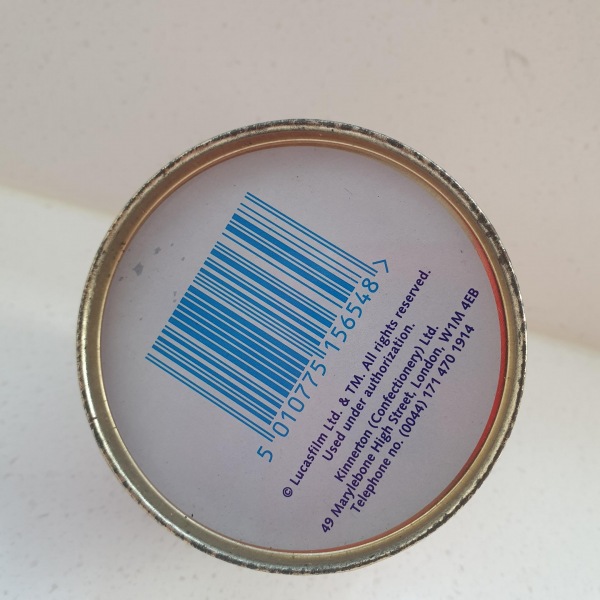 5 010775 156548 >
© Lucasfilm Ltd. & TM. All rights reserved.
Used under authorization.
Kinnerton (Confectionery) Ltd.
49 Marylebone High Street, London, W1M 4EB
Telephone no. (0044) 171 470 1914